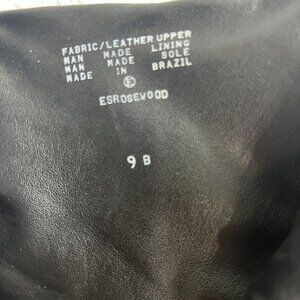 FABRIC/LEATHER UPPER
MAN MADE LINING
MAN MADE SOLE
MADE IN BRAZIL
E
ESROSEWOOD
9 B